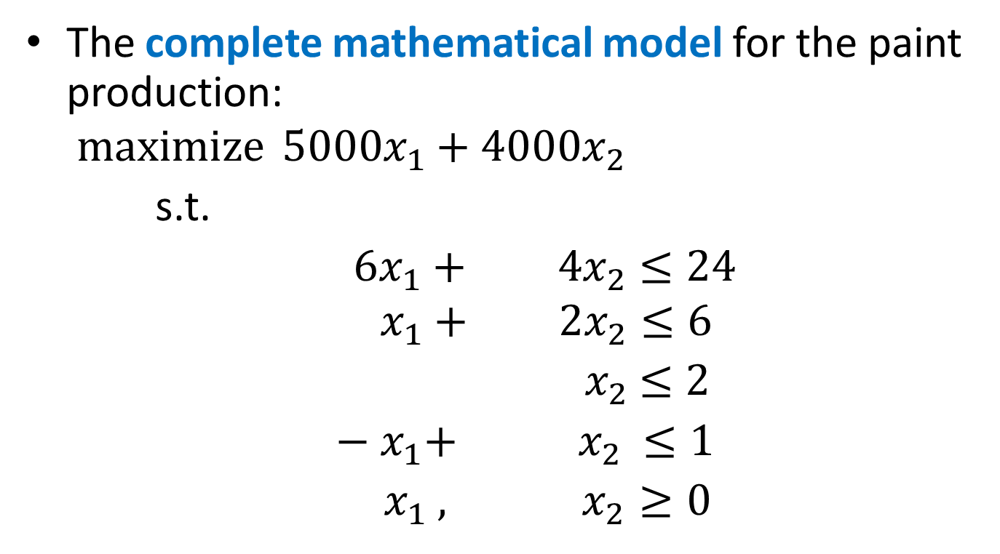 • The complete mathematical model for the paint
production:
maximize 5000x₁ + 4000x₂
s.t.
6x₁ + 4x₂ ≤ 24
x₁ + 2x₂ ≤ 6
x₂ ≤ 2
− x₁+ x₂ ≤ 1
x₁ , x₂ ≥ 0